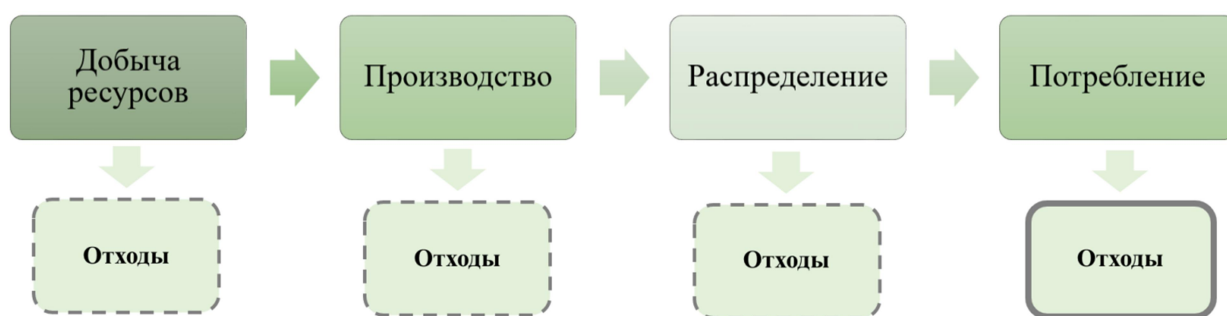 Добыча
ресурсов
Производство
Распределение
Потребление
Отходы
Отходы
Отходы
Отходы